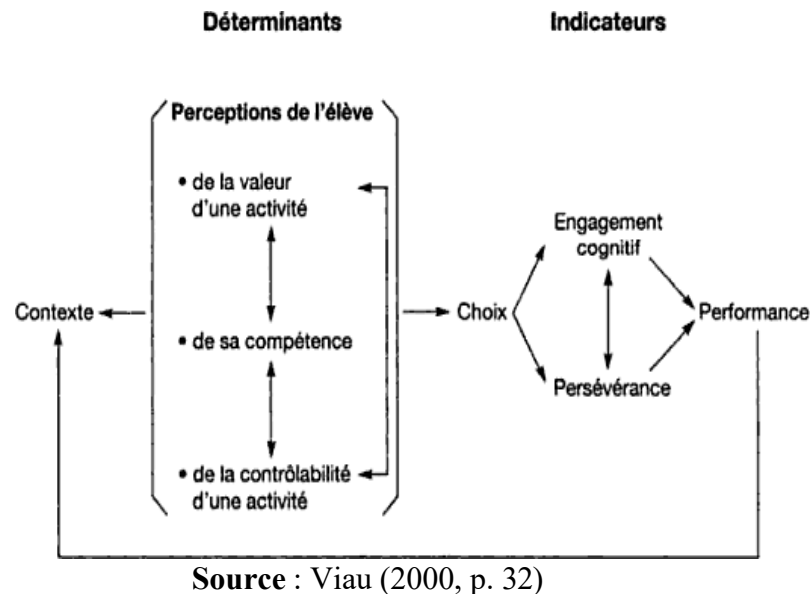 Déterminants
Indicateurs
Perceptions de l'élève
• de la valeur
d'une activité
Engagement
cognitif
Contexte
• de sa compétence
Choix
Performance
Persévérance
• de la contrôlabilité
d'une activité
Source : Viau (2000, p. 32)